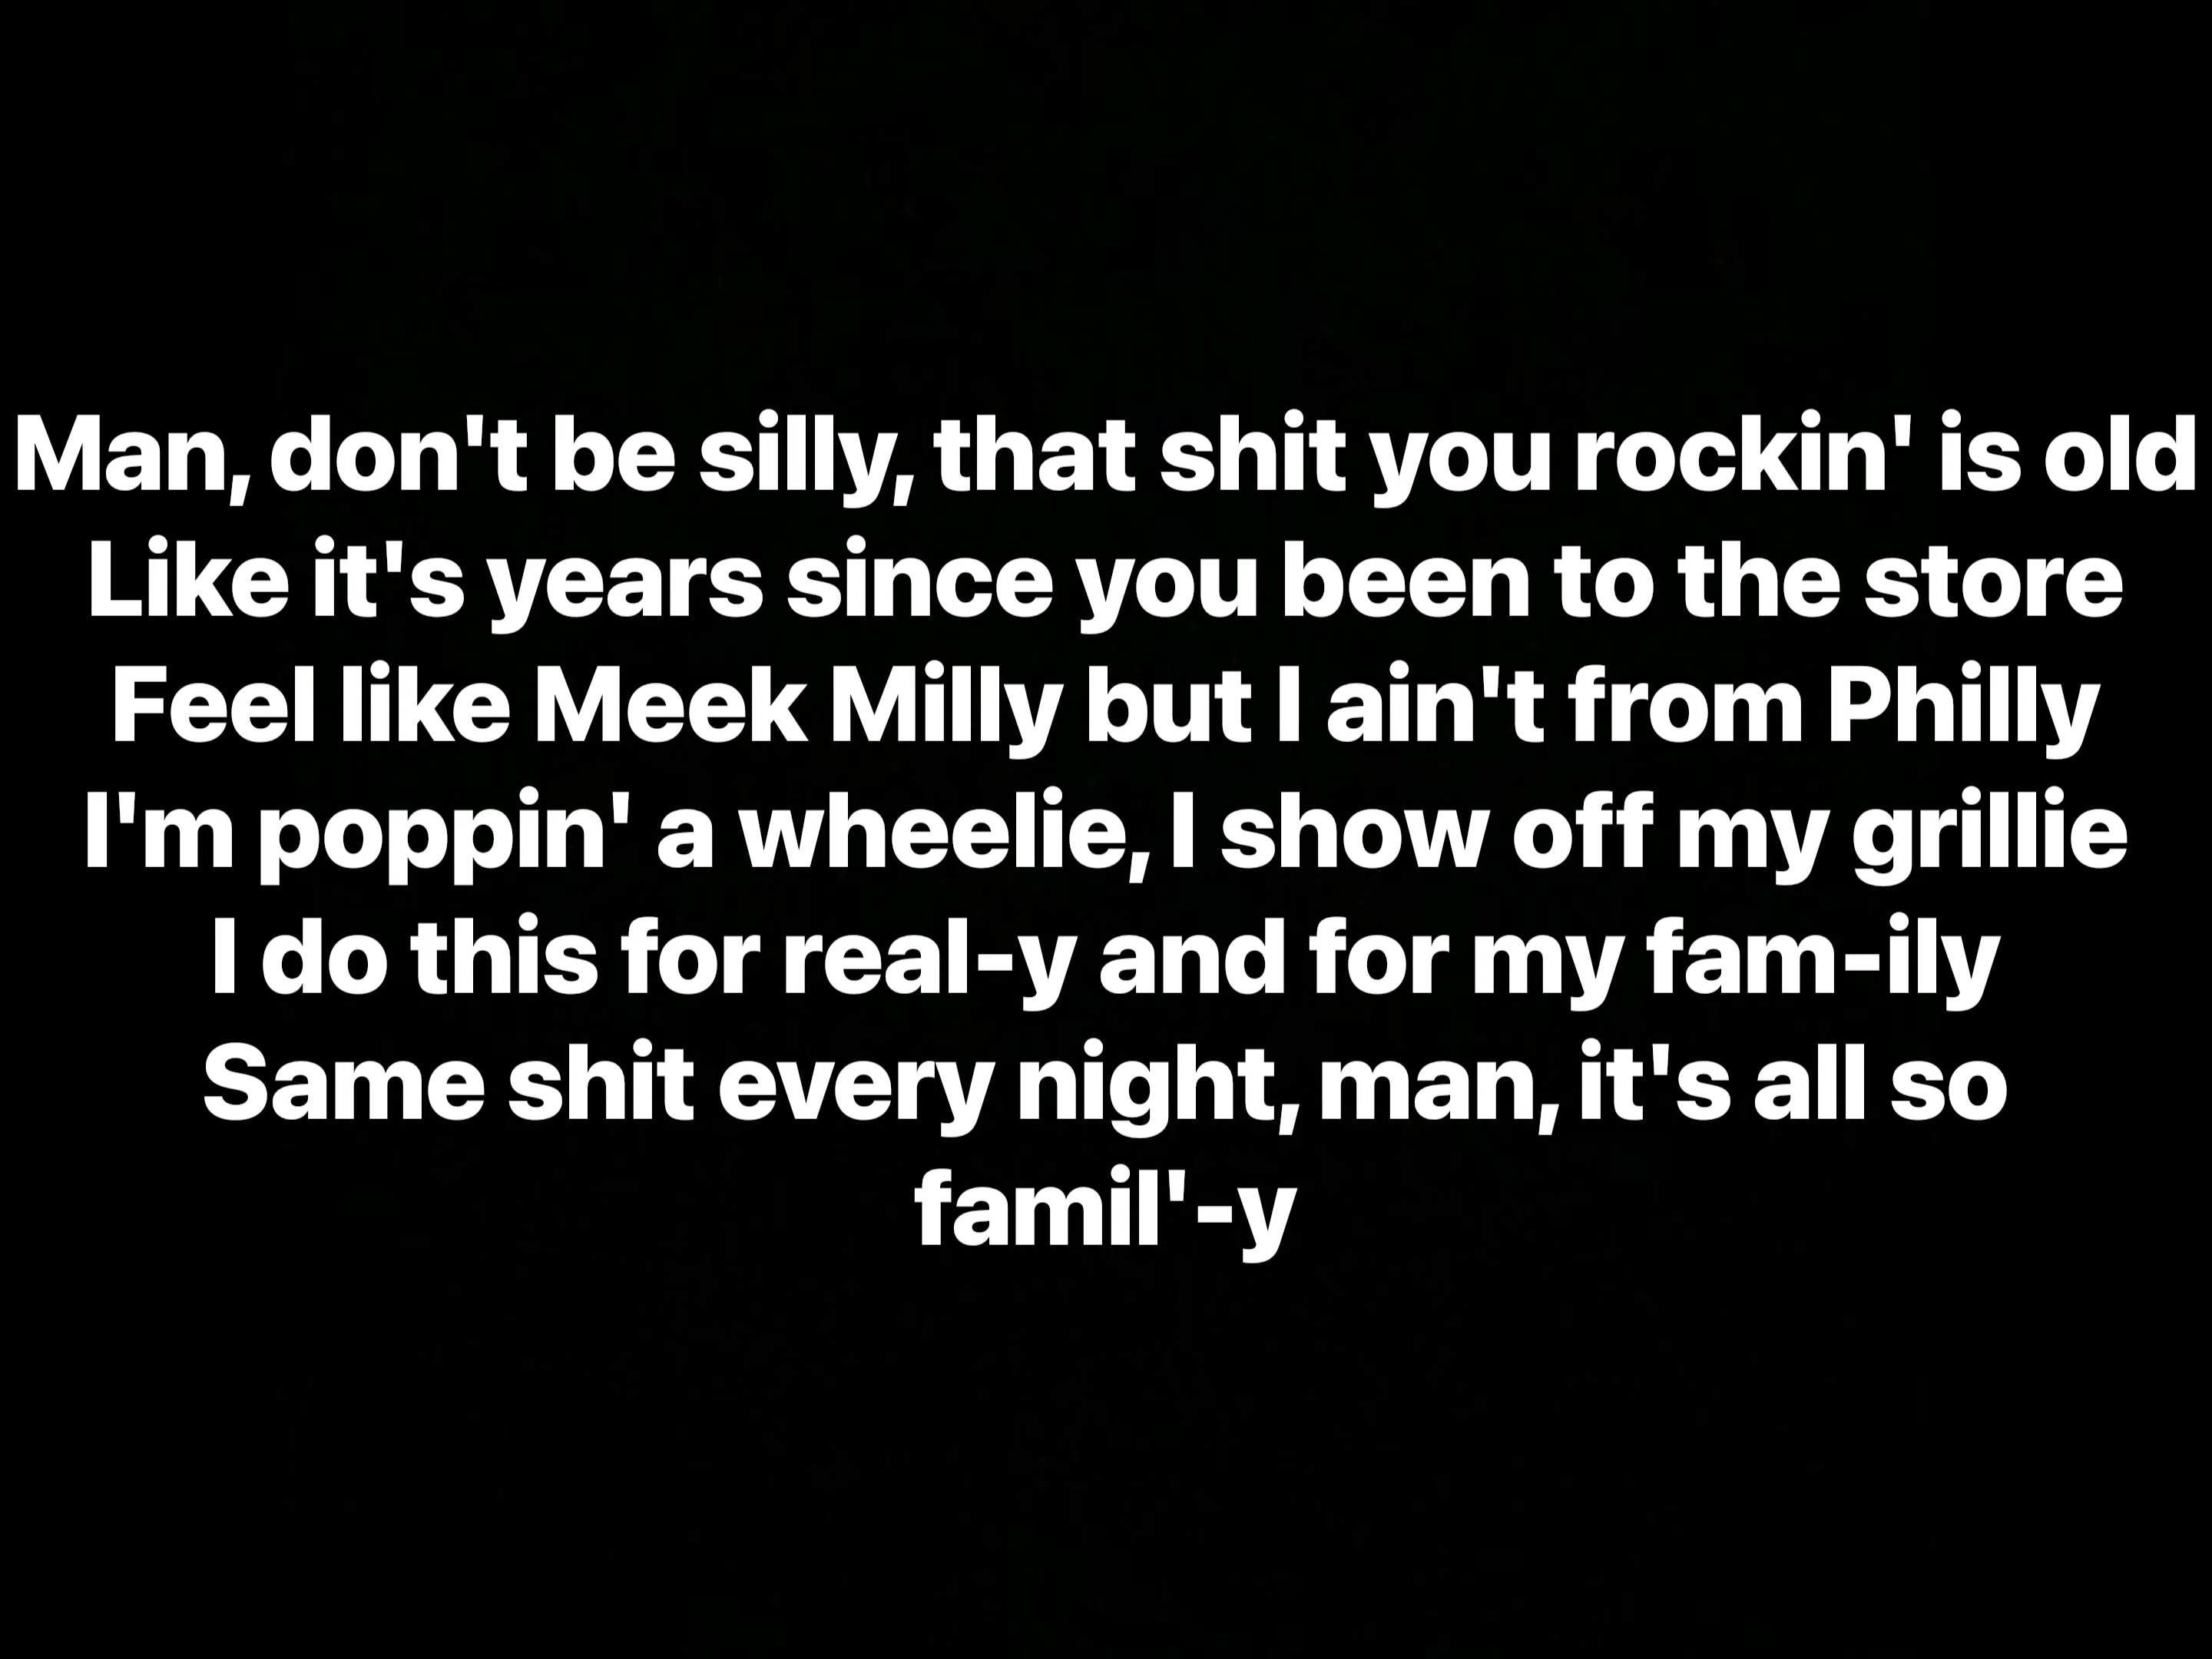 Man, don't be silly, that shit you rockin' is old
Like it's years since you been to the store
Feel like Meek Milly but I ain't from Philly
I'm poppin' a wheelie, I show off my grillie
I do this for real-y and for my fam-ily
Same shit every night, man, it's all so
famil'-y